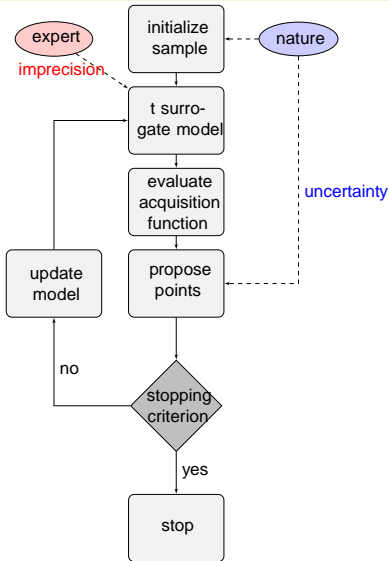 initialize
sample
expert
nature
imprecision
t surro-
gate model
evaluate
acquisition
function
uncertainty
update
model
propose
points
no
stopping
criterion
yes
stop